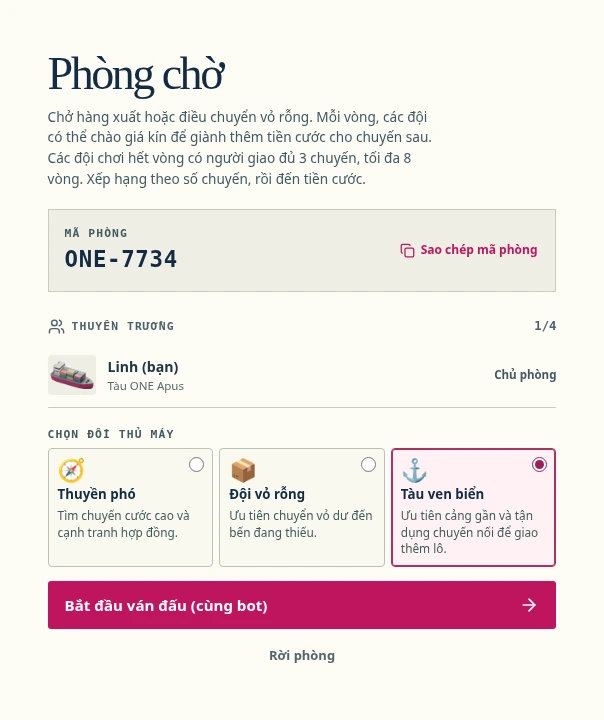 Phòng chờ
Chở hàng xuất hoặc điều chuyển vỏ rỗng. Mỗi vòng, các đội
có thể chào giá kín để giành thêm tiền cước cho chuyến sau.
Các đội chơi hết vòng có người giao đủ 3 chuyến, tối đa 8
vòng. Xếp hạng theo số chuyến, rồi đến tiền cước.
MÃ PHÒNG
ONE-7734
Sao chép mã phòng
THUYỀN TRƯỞNG
1/4
Linh (bạn)
Tàu ONE Apus
Chủ phòng
CHỌN ĐỐI THỦ MÁY
Thuyền phó
Tìm chuyến cước cao và
cạnh tranh hợp đồng.
Đội vỏ rỗng
Ưu tiên chuyển vỏ dư đến
bến đang thiếu.
Tàu ven biển
Ưu tiên cảng gần và tận
dụng chuyến nối để giao
thêm lô.
Bắt đầu ván đấu (cùng bot)
Rời phòng